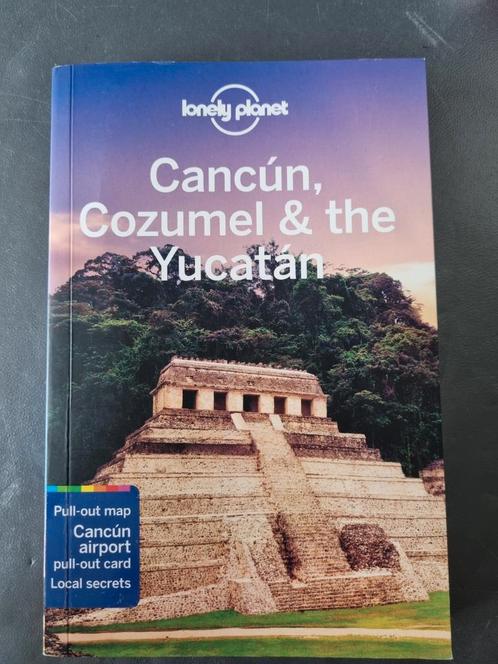 lonely planet
Cancún,
Cozumel & the
Yucatán
Pull-out map
Cancún
airport
pull-out card
Local secrets